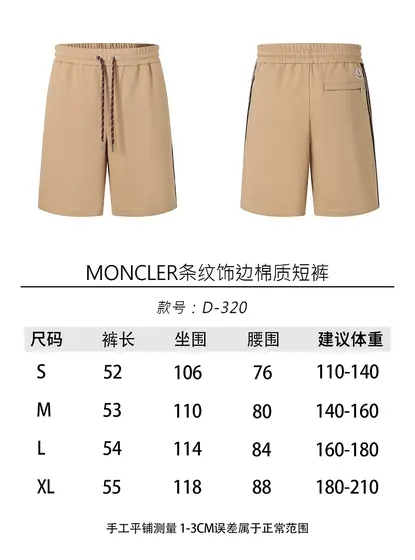 MONCLER条纹饰边棉质短裤
款号：D-320
尺码 裤长 坐围 腰围 建议体重
S 52 106 76 110-140
M 53 110 80 140-160
L 54 114 84 160-180
XL 55 118 88 180-210
手工平铺测量 1-3CM误差属于正常范围